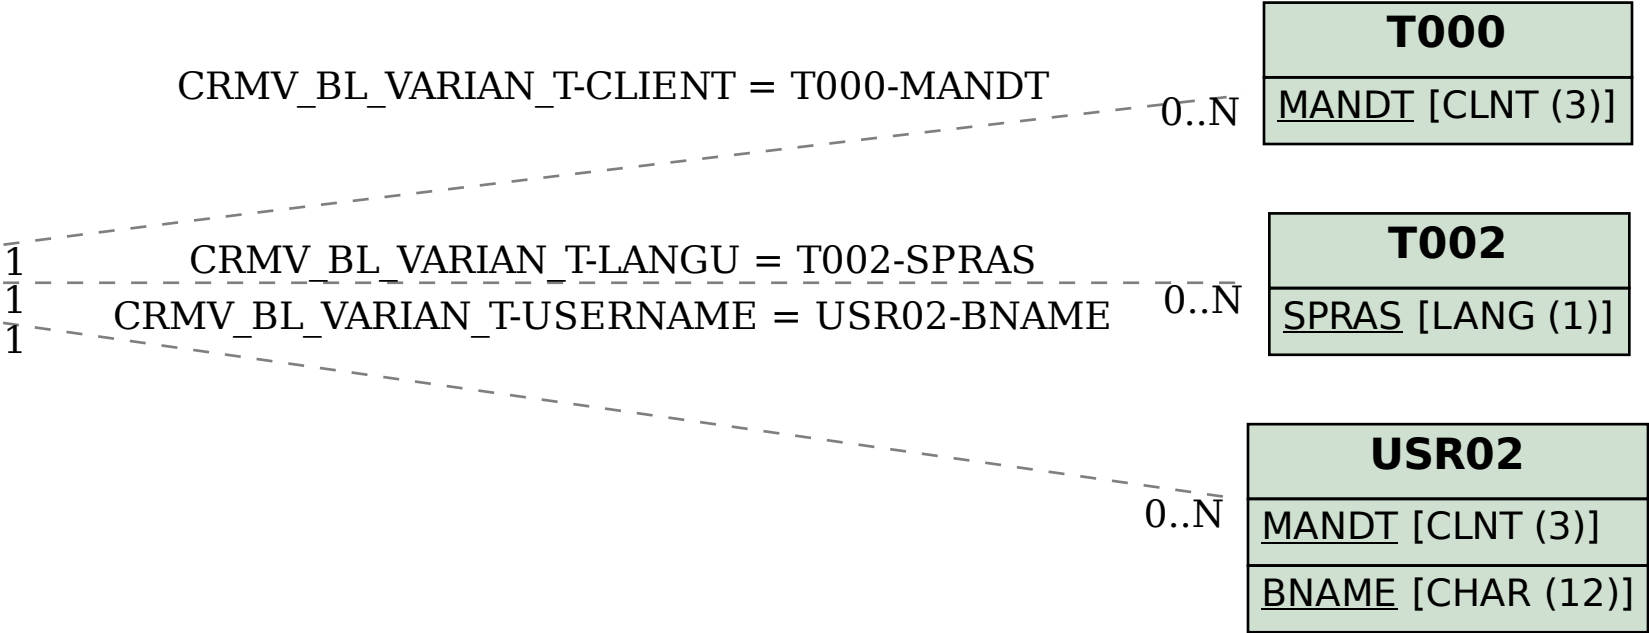 T000
CRMV_BL_VARIAN_T-CLIENT = T000-MANDT
0..N
MANDT [CLNT (3)]
1
CRMV_BL_VARIAN_T-LANGU = T002-SPRAS
T002
1
0..N
CRMV_BL_VARIAN_T-USERNAME = USR02-BNAME
SPRAS [LANG (1)]
1
USR02
0..N
MANDT [CLNT (3)]
BNAME [CHAR (12)]